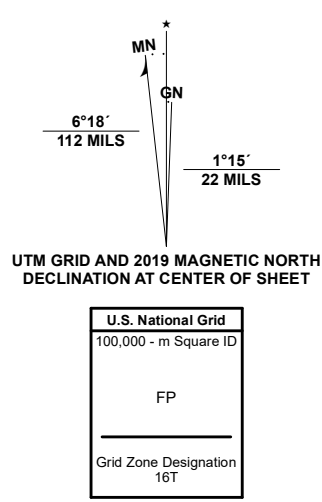 ★
MN
GN
6°18´
112 MILS
1°15´
22 MILS
UTM GRID AND 2019 MAGNETIC NORTH
DECLINATION AT CENTER OF SHEET
U.S. National Grid
100,000 - m Square ID
FP
Grid Zone Designation
16T